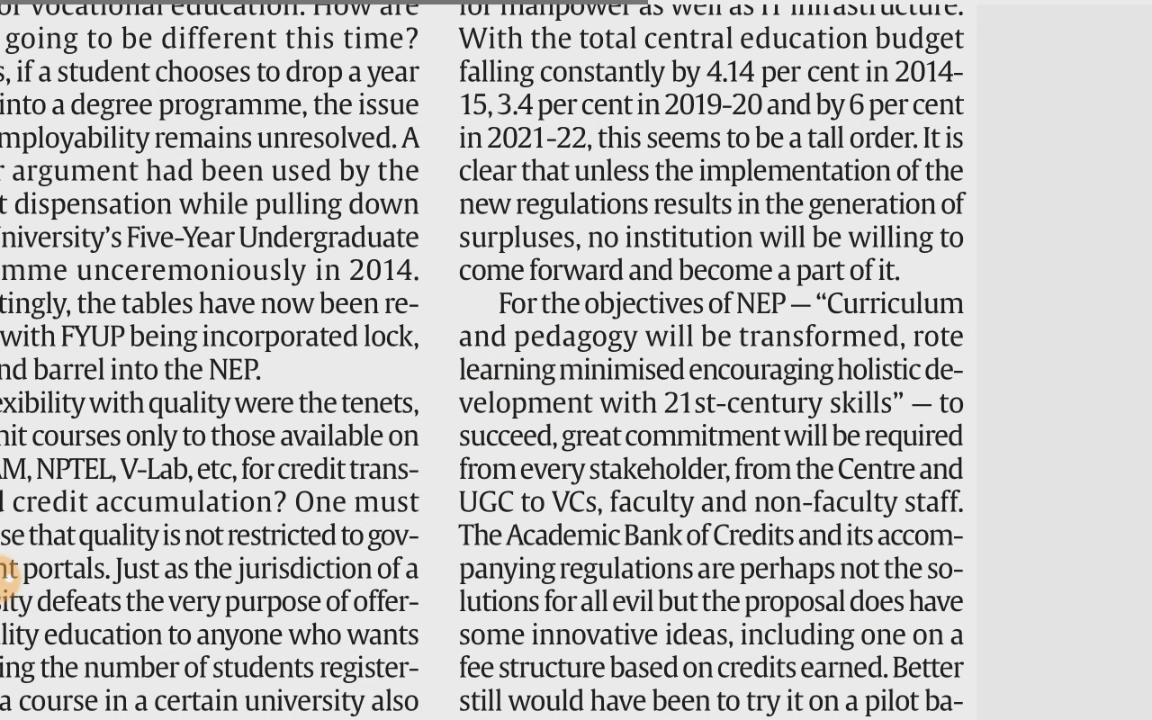 vocational education. How are
going to be different this time?
if a student chooses to drop a year
into a degree programme, the issue
mployability remains unresolved. A
argument had been used by the
t dispensation while pulling down
niversity's Five-Year Undergraduate
mme unceremoniously in 2014.
tingly, the tables have now been re-
with FYUP being incorporated lock,
nd barrel into the NEP.
exibility with quality were the tenets,
nit courses only to those available on
AM, NPTEL, V-Lab, etc, for credit trans-
d credit accumulation? One must
se that quality is not restricted to gov-
nt portals. Just as the jurisdiction of a
sity defeats the very purpose of offer-
lity education to anyone who wants
ing the number of students register-
a course in a certain university also
for manpower as well as IT infrastructure.
With the total central education budget
falling constantly by 4.14 per cent in 2014-
15, 3.4 per cent in 2019-20 and by 6 per cent
in 2021-22, this seems to be a tall order. It is
clear that unless the implementation of the
new regulations results in the generation of
surpluses, no institution will be willing to
come forward and become a part of it.
For the objectives of NEP — “Curriculum
and pedagogy will be transformed, rote
learning minimised encouraging holistic de-
velopment with 21st-century skills” — to
succeed, great commitment will be required
from every stakeholder, from the Centre and
UGC to VCs, faculty and non-faculty staff.
The Academic Bank of Credits and its accom-
panying regulations are perhaps not the so-
lutions for all evil but the proposal does have
some innovative ideas, including one on a
fee structure based on credits earned. Better
still would have been to try it on a pilot ba-